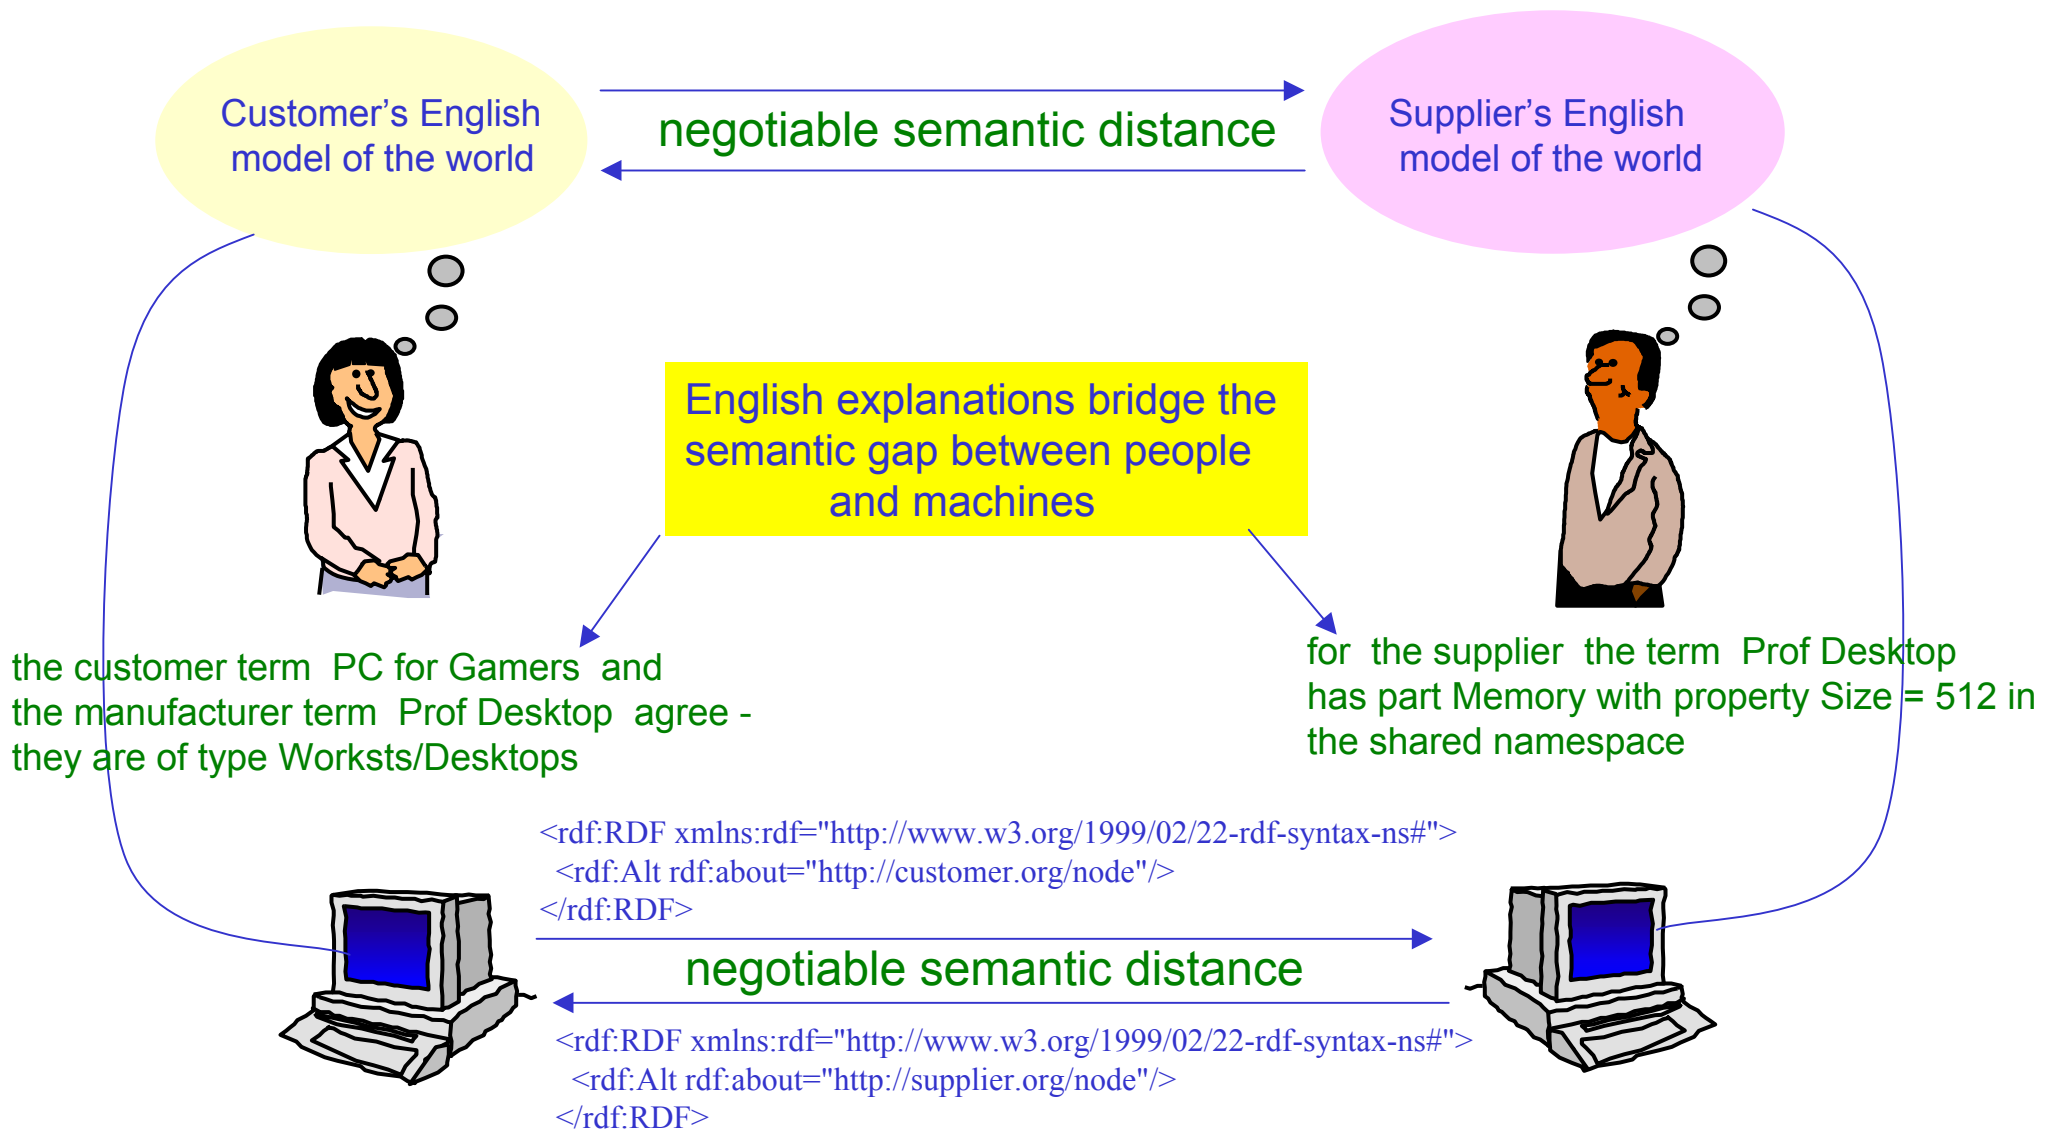 Customer’s English
model of the world
negotiable semantic distance
Supplier’s English
model of the world
English explanations bridge the
semantic gap between people
and machines
the customer term PC for Gamers and
the manufacturer term Prof Desktop agree -
they are of type Worksts/Desktops
for the supplier the term Prof Desktop
has part Memory with property Size = 512 in
the shared namespace
<rdf:RDF xmlns:rdf="http://www.w3.org/1999/02/22-rdf-syntax-ns#">
<rdf:Alt rdf:about="http://customer.org/node"/>
</rdf:RDF>
negotiable semantic distance
<rdf:RDF xmlns:rdf="http://www.w3.org/1999/02/22-rdf-syntax-ns#">
<rdf:Alt rdf:about="http://supplier.org/node"/>
</rdf:RDF>